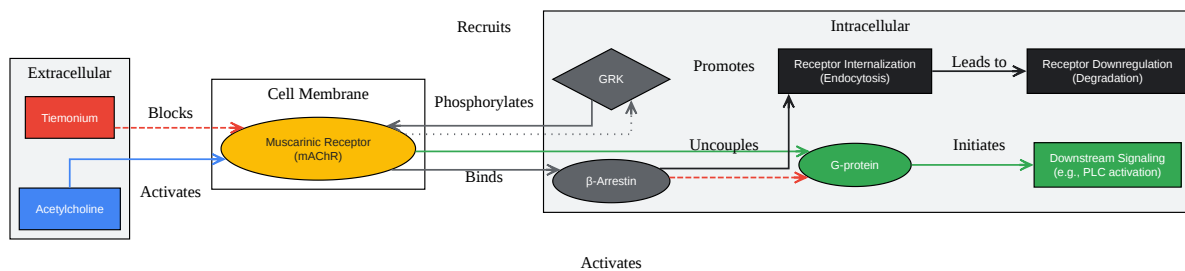 Recruits
Intracellular
Extracellular
Cell Membrane
GRK
Promotes
Receptor Internalization
(Endocytosis)
Leads to
Receptor Downregulation
(Degradation)
Tiemonium
Blocks
Phosphorylates
Muscarinic Receptor
(mAChR)
Uncouples
G-protein
Initiates
Downstream Signaling
(e.g., PLC activation)
Binds
β-Arrestin
Activates
Acetylcholine
Activates